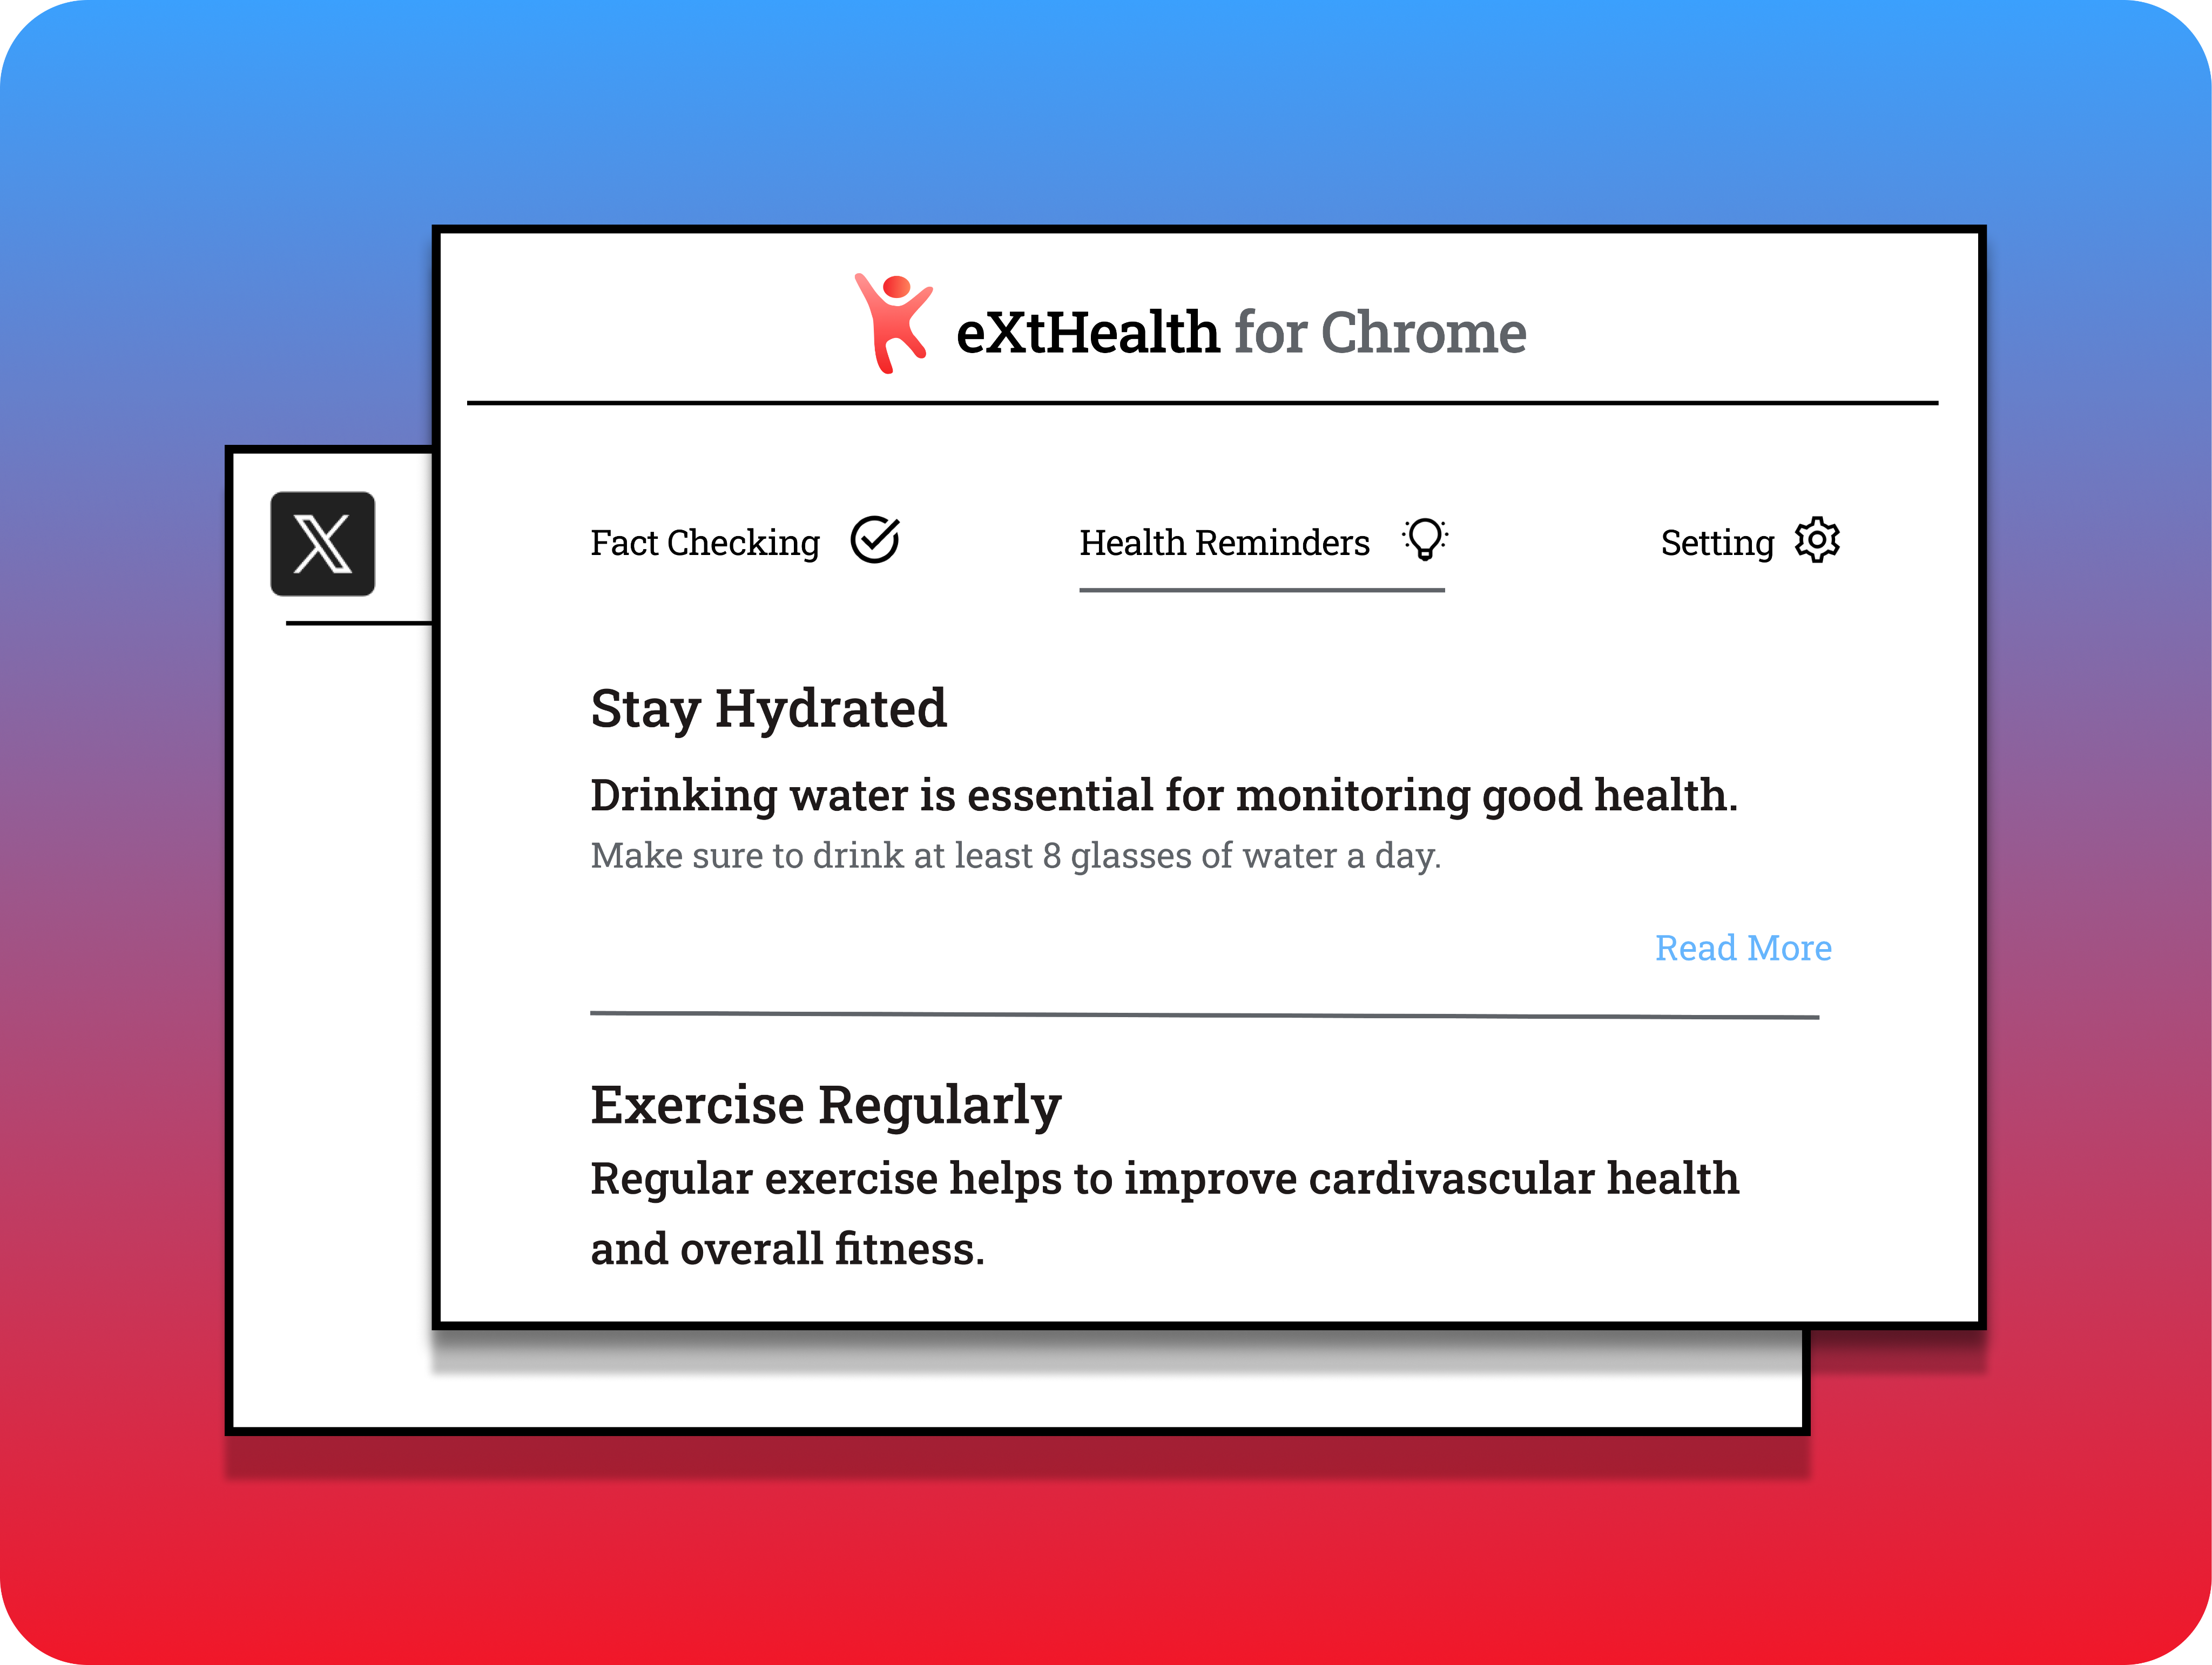 eXtHealth for Chrome
X
Fact Checking
Health Reminders
Setting
Stay Hydrated
Drinking water is essential for monitoring good health.
Make sure to drink at least 8 glasses of water a day.
Read More
Exercise Regularly
Regular exercise helps to improve cardivascular health
and overall fitness.